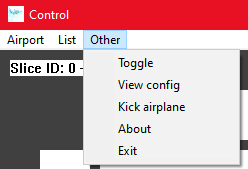 Control
Airport List Other
Slice ID: 0 -
Toggle
View config
Kick airplane
About
Exit